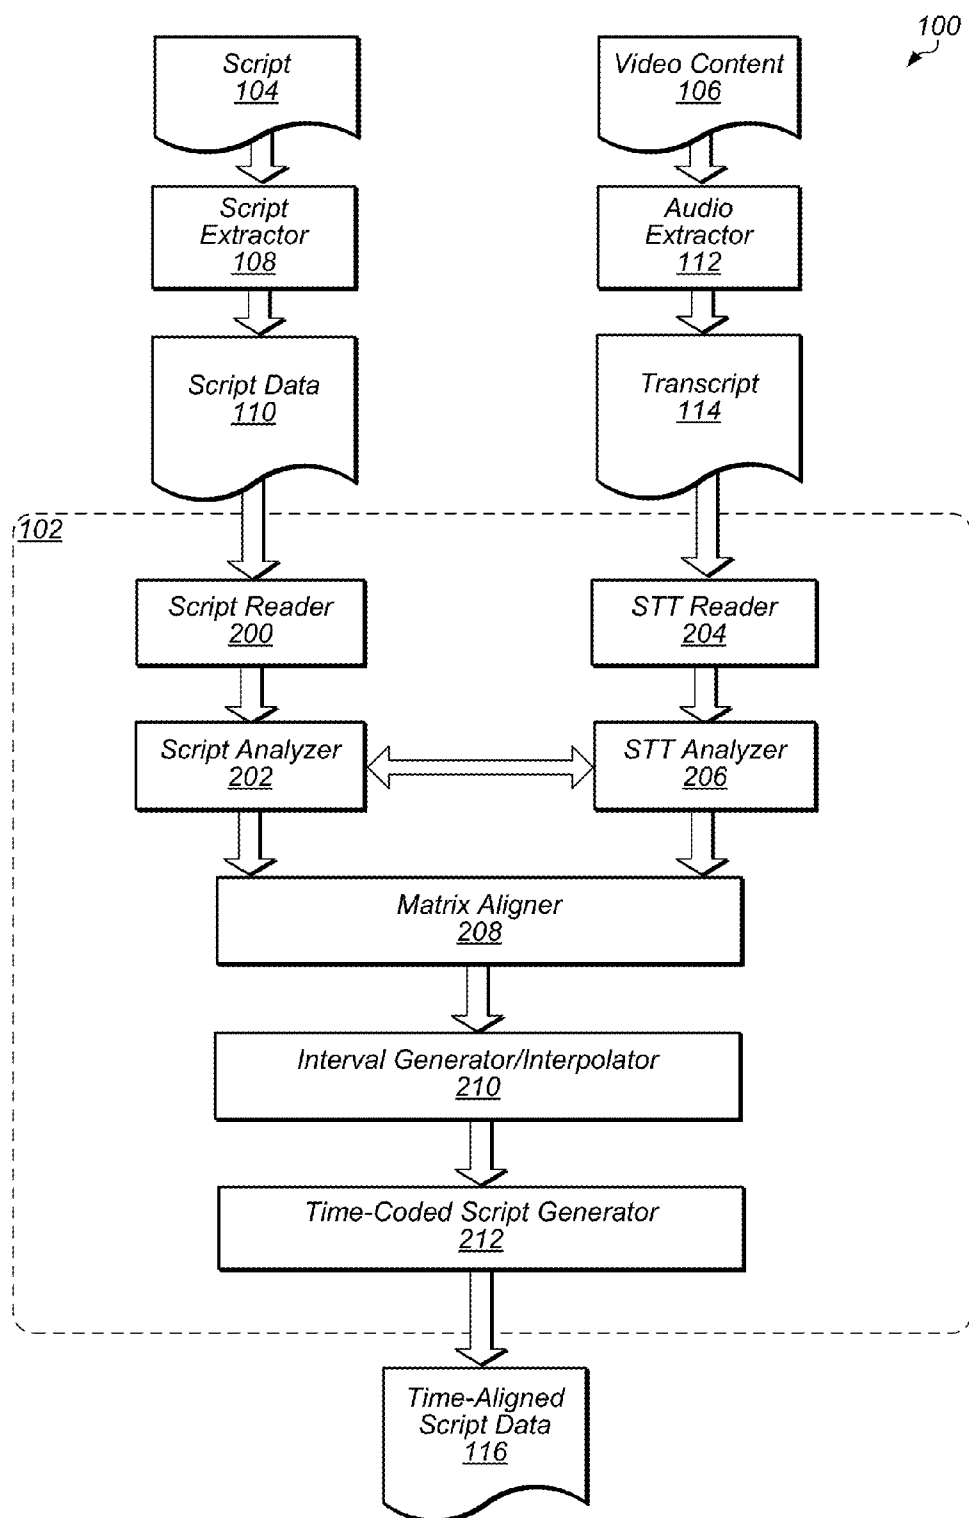 100
Script
104
Video Content
106
Script
Extractor
108
Audio
Extractor
112
Script Data
110
Transcript
114
102
Script Reader
200
STT Reader
204
Script Analyzer
202
STT Analyzer
206
Matrix Aligner
208
Interval Generator/Interpolator
210
Time-Coded Script Generator
212
Time-Aligned
Script Data
116